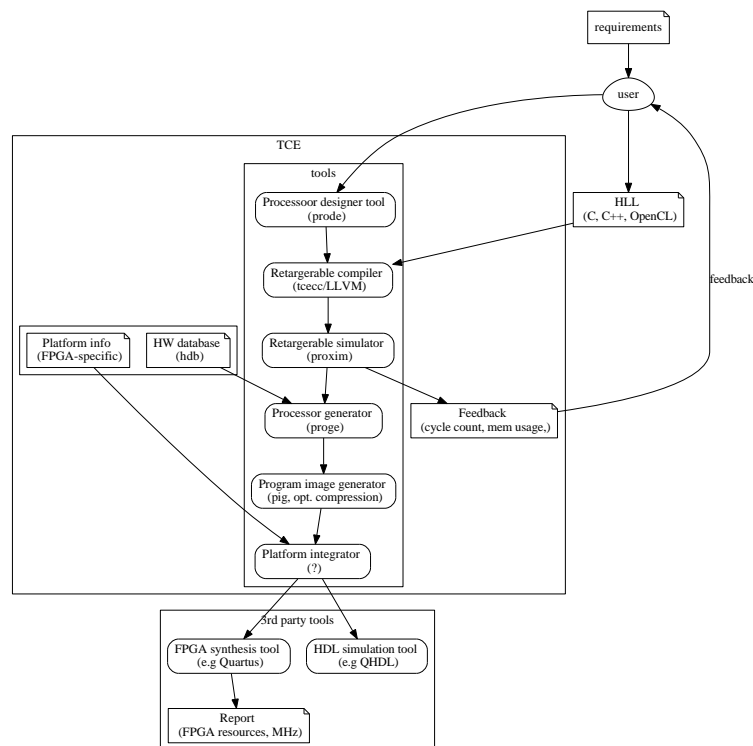 requirements
user
TCE
tools
Processoor designer tool
(prode)
HLL
(C, C++, OpenCL)
Retargerable compiler
(tcecc/LLVM)
feedback
Platform info
(FPGA-specific)
HW database
(hdb)
Retargerable simulator
(proxim)
Processor generator
(proge)
Feedback
(cycle count, mem usage,)
Program image generator
(pig, opt. compression)
Platform integrator
(?)
3rd party tools
FPGA synthesis tool
(e.g Quartus)
HDL simulation tool
(e.g QHDL)
Report
(FPGA resources, MHz)